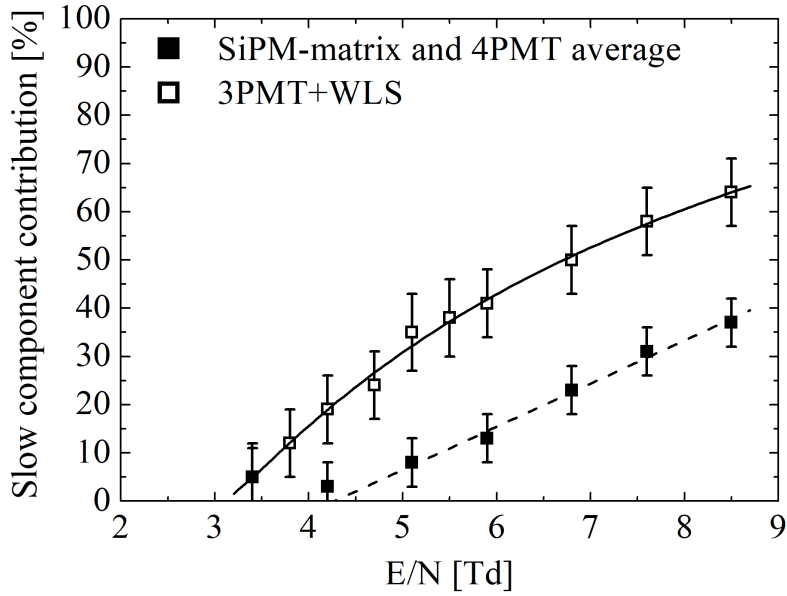 100
90
80
70
60
50
40
30
20
10
0
Slow component contribution [%]
SiPM-matrix and 4PMT average
3PMT+WLS
2 3 4 5 6 7 8 9
E/N [Td]